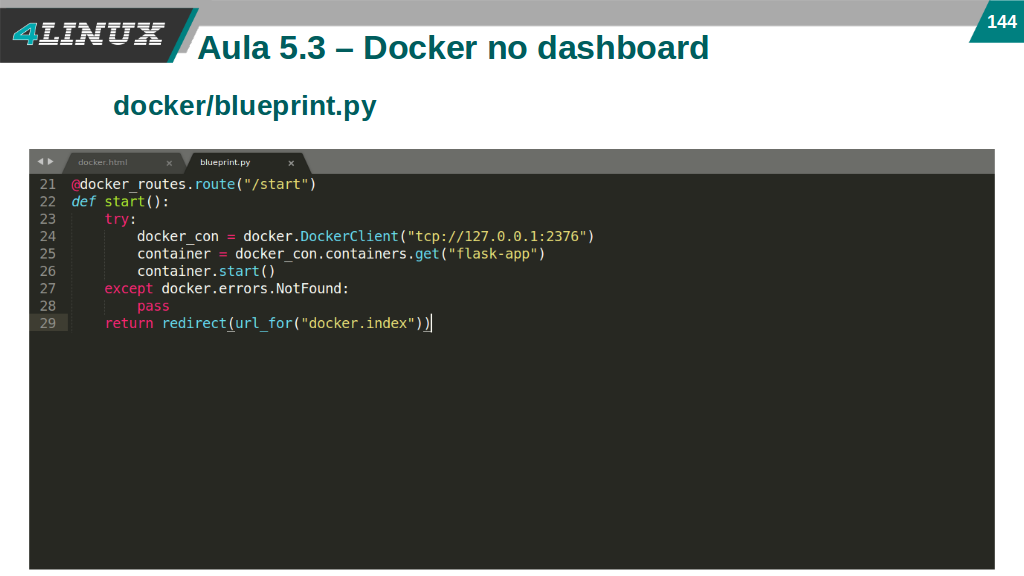 4LINUX
144
Aula 5.3 – Docker no dashboard
docker/blueprint.py
docker.html × blueprint.py ×
21 @docker_routes.route("/start")
22 def start():
23     try:
24         docker_con = docker.DockerClient("tcp://127.0.0.1:2376")
25         container = docker_con.containers.get("flask-app")
26         container.start()
27     except docker.errors.NotFound:
28         pass
29     return redirect(url_for("docker.index"))